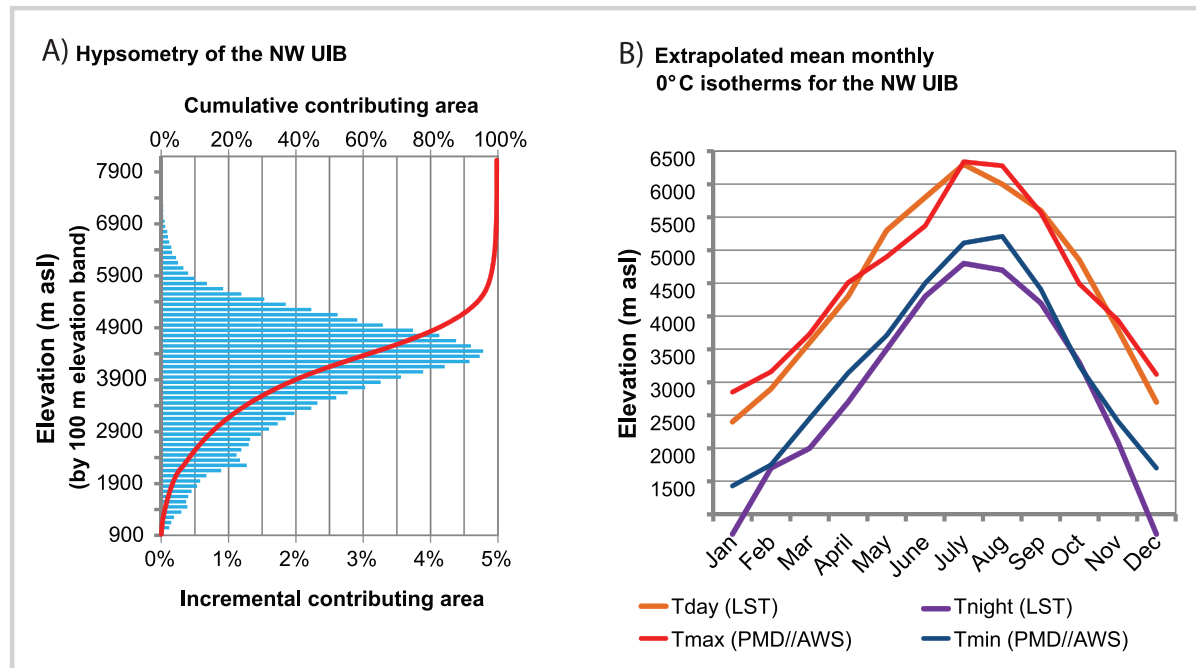 A) Hypsometry of the NW UIB
Cumulative contributing area
0% 20% 40% 60% 80% 100%
7900
6900
5900
4900
3900
2900
1900
900
Elevation (m asl)
(by 100 m elevation band)
0% 1% 2% 3% 4% 5%
Incremental contributing area
B) Extrapolated mean monthly
0°C isotherms for the NW UIB
6500
6000
5500
5000
4500
4000
3500
3000
2500
2000
1500
Elevation (m asl)
Jan Feb Mar April May June July Aug Sep Oct Nov Dec
Tday (LST) Tnight (LST)
Tmax (PMD//AWS) Tmin (PMD//AWS)